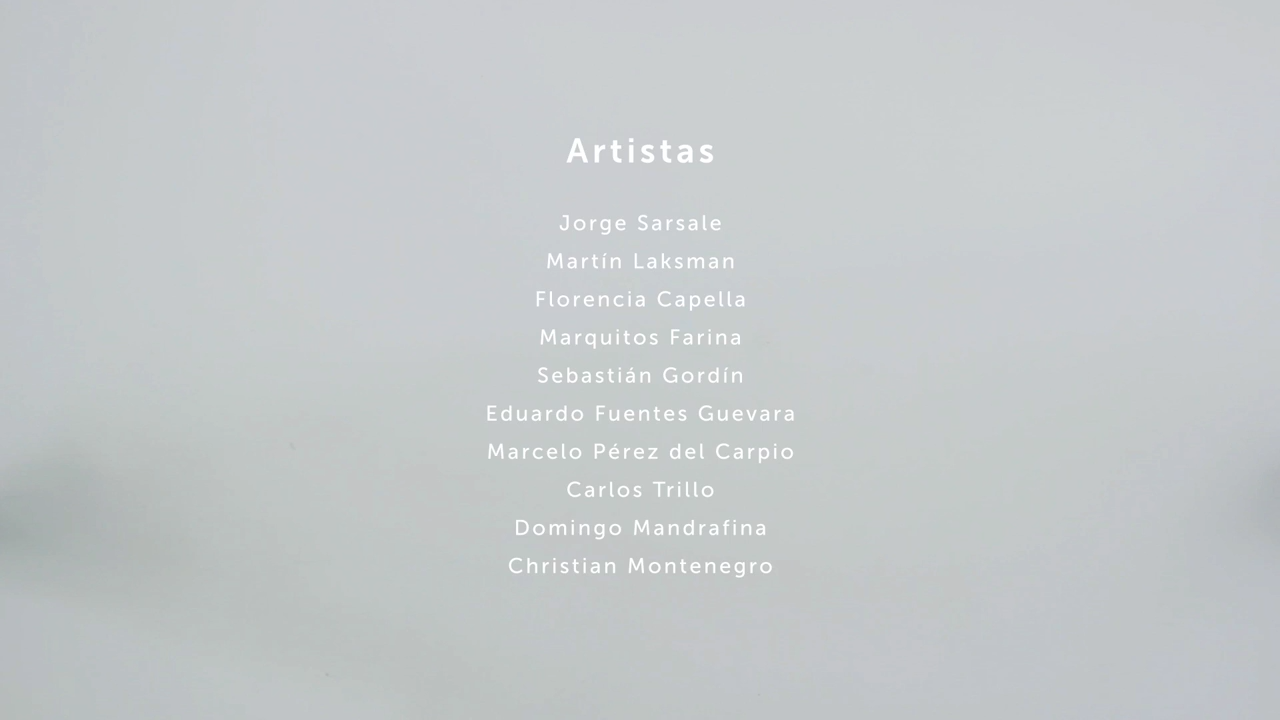 Artistas
Jorge Sarsale
Martín Laksman
Florencia Capella
Marquitos Farina
Sebastián Gordín
Eduardo Fuentes Guevara
Marcelo Pérez del Carpio
Carlos Trillo
Domingo Mandrafina
Christian Montenegro